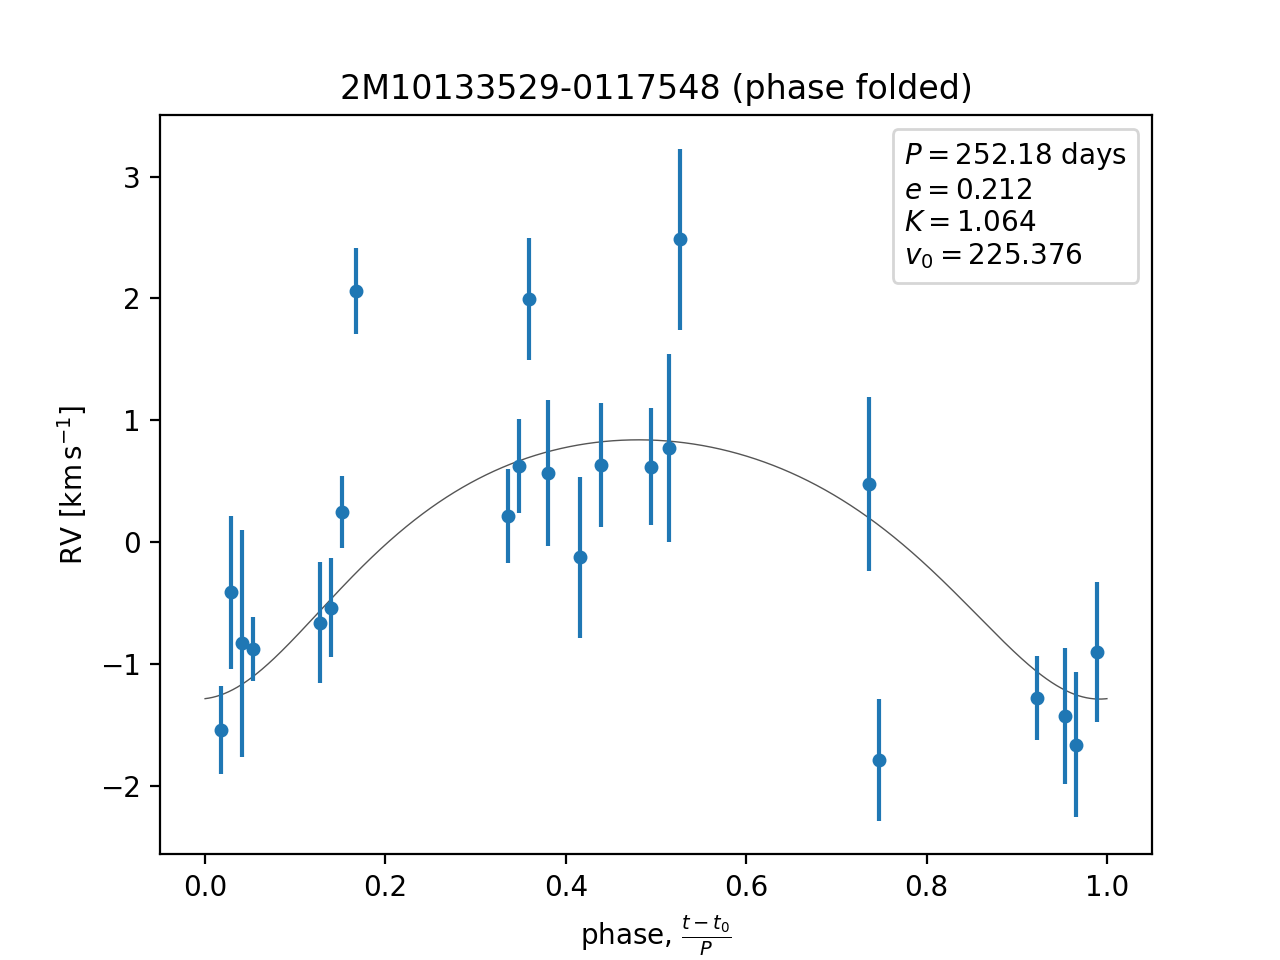 2M10133529-0117548 (phase folded)
P = 252.18 days
e = 0.212
K = 1.064
v₀ = 225.376
RV [km s⁻¹]
3
2
1
0
−1
−2
0.0 0.2 0.4 0.6 0.8 1.0
phase, (t − t₀)/P